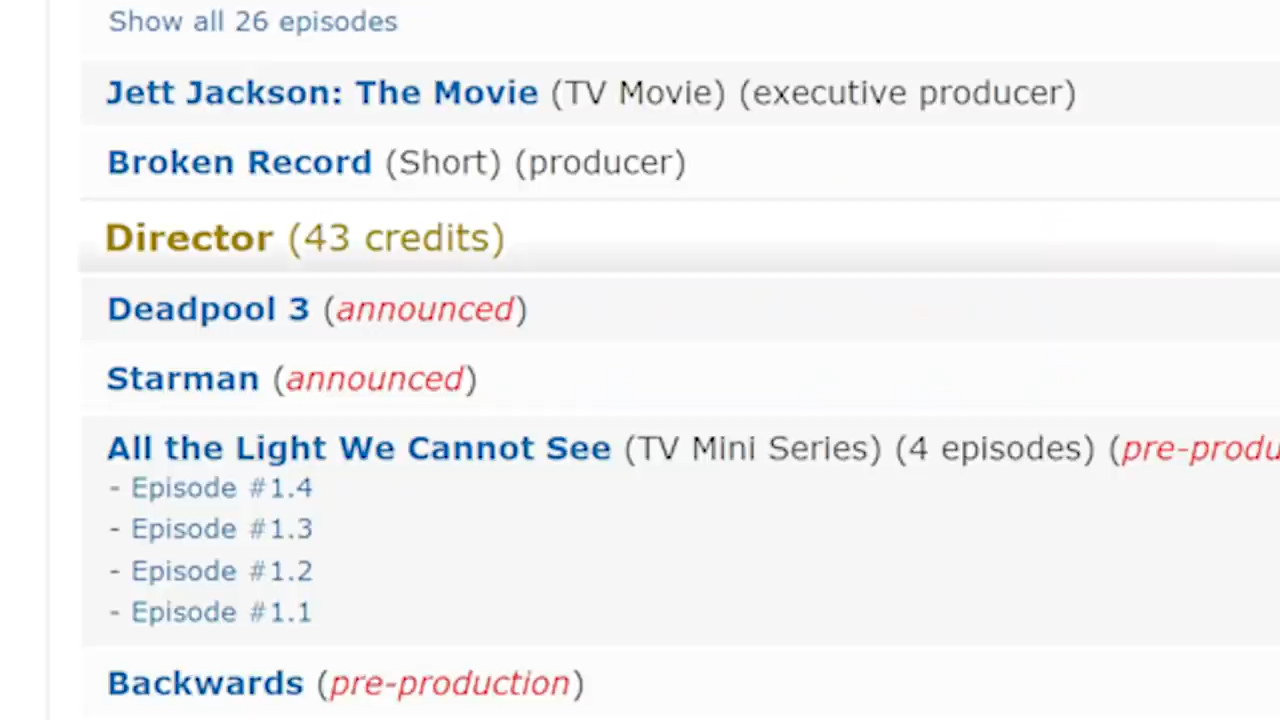 Show all 26 episodes
Jett Jackson: The Movie (TV Movie) (executive producer)
Broken Record (Short) (producer)
Director (43 credits)
Deadpool 3 (announced)
Starman (announced)
All the Light We Cannot See (TV Mini Series) (4 episodes) (pre-produ
- Episode #1.4
- Episode #1.3
- Episode #1.2
- Episode #1.1
Backwards (pre-production)